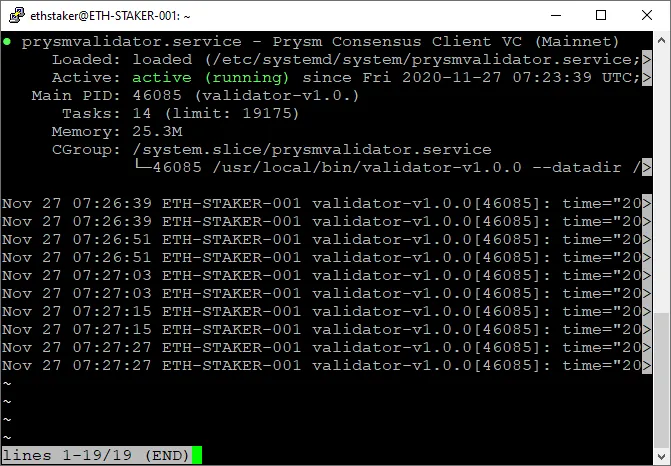 ethstaker@ETH-STAKER-001: ~
● prysmvalidator.service - Prysm Consensus Client VC (Mainnet)
Loaded: loaded (/etc/systemd/system/prysmvalidator.service;>
Active: active (running) since Fri 2020-11-27 07:23:39 UTC;>
Main PID: 46085 (validator-v1.0.)
Tasks: 14 (limit: 19175)
Memory: 25.3M
CGroup: /system.slice/prysmvalidator.service
└─46085 /usr/local/bin/validator-v1.0.0 --datadir />
Nov 27 07:26:39 ETH-STAKER-001 validator-v1.0.0[46085]: time="20>
Nov 27 07:26:39 ETH-STAKER-001 validator-v1.0.0[46085]: time="20>
Nov 27 07:26:51 ETH-STAKER-001 validator-v1.0.0[46085]: time="20>
Nov 27 07:26:51 ETH-STAKER-001 validator-v1.0.0[46085]: time="20>
Nov 27 07:27:03 ETH-STAKER-001 validator-v1.0.0[46085]: time="20>
Nov 27 07:27:03 ETH-STAKER-001 validator-v1.0.0[46085]: time="20>
Nov 27 07:27:15 ETH-STAKER-001 validator-v1.0.0[46085]: time="20>
Nov 27 07:27:15 ETH-STAKER-001 validator-v1.0.0[46085]: time="20>
Nov 27 07:27:27 ETH-STAKER-001 validator-v1.0.0[46085]: time="20>
Nov 27 07:27:27 ETH-STAKER-001 validator-v1.0.0[46085]: time="20>
~
~
~
~
lines 1-19/19 (END)